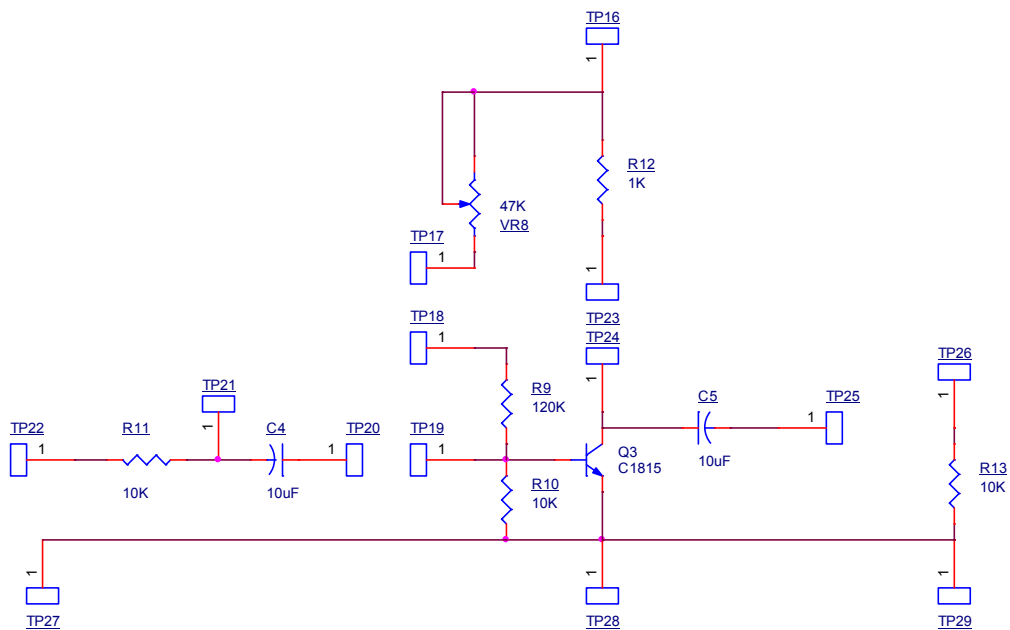 TP16
1
R12
1K
47K
VR8
TP17
1
1
TP23
TP18
1
TP24
1
TP26
1
TP21
1
R9
120K
C5
10uF
TP25
1
TP22
1
R11
10K
C4
10uF
TP20
1
TP19
1
Q3
C1815
R10
10K
R13
10K
1
TP27
1
TP28
1
TP29